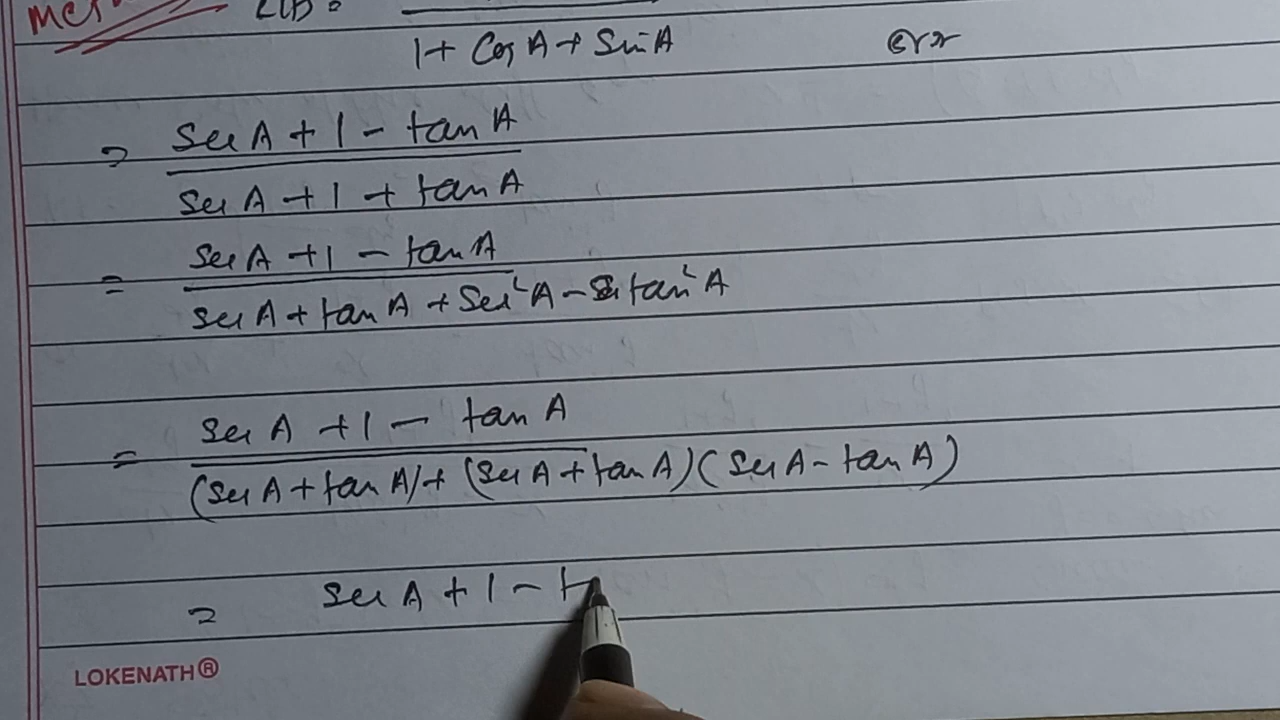 1 + Cos A + Sin A
= sec A + 1 - tan A
sec A + 1 + tan A
= sec A + 1 - tan A
sec A + tan A + Sec²A - tan²A
= sec A + 1 - tan A
(sec A + tan A) + (sec A + tan A)(sec A - tan A)
= sec A + 1 - t
LOKENATH®